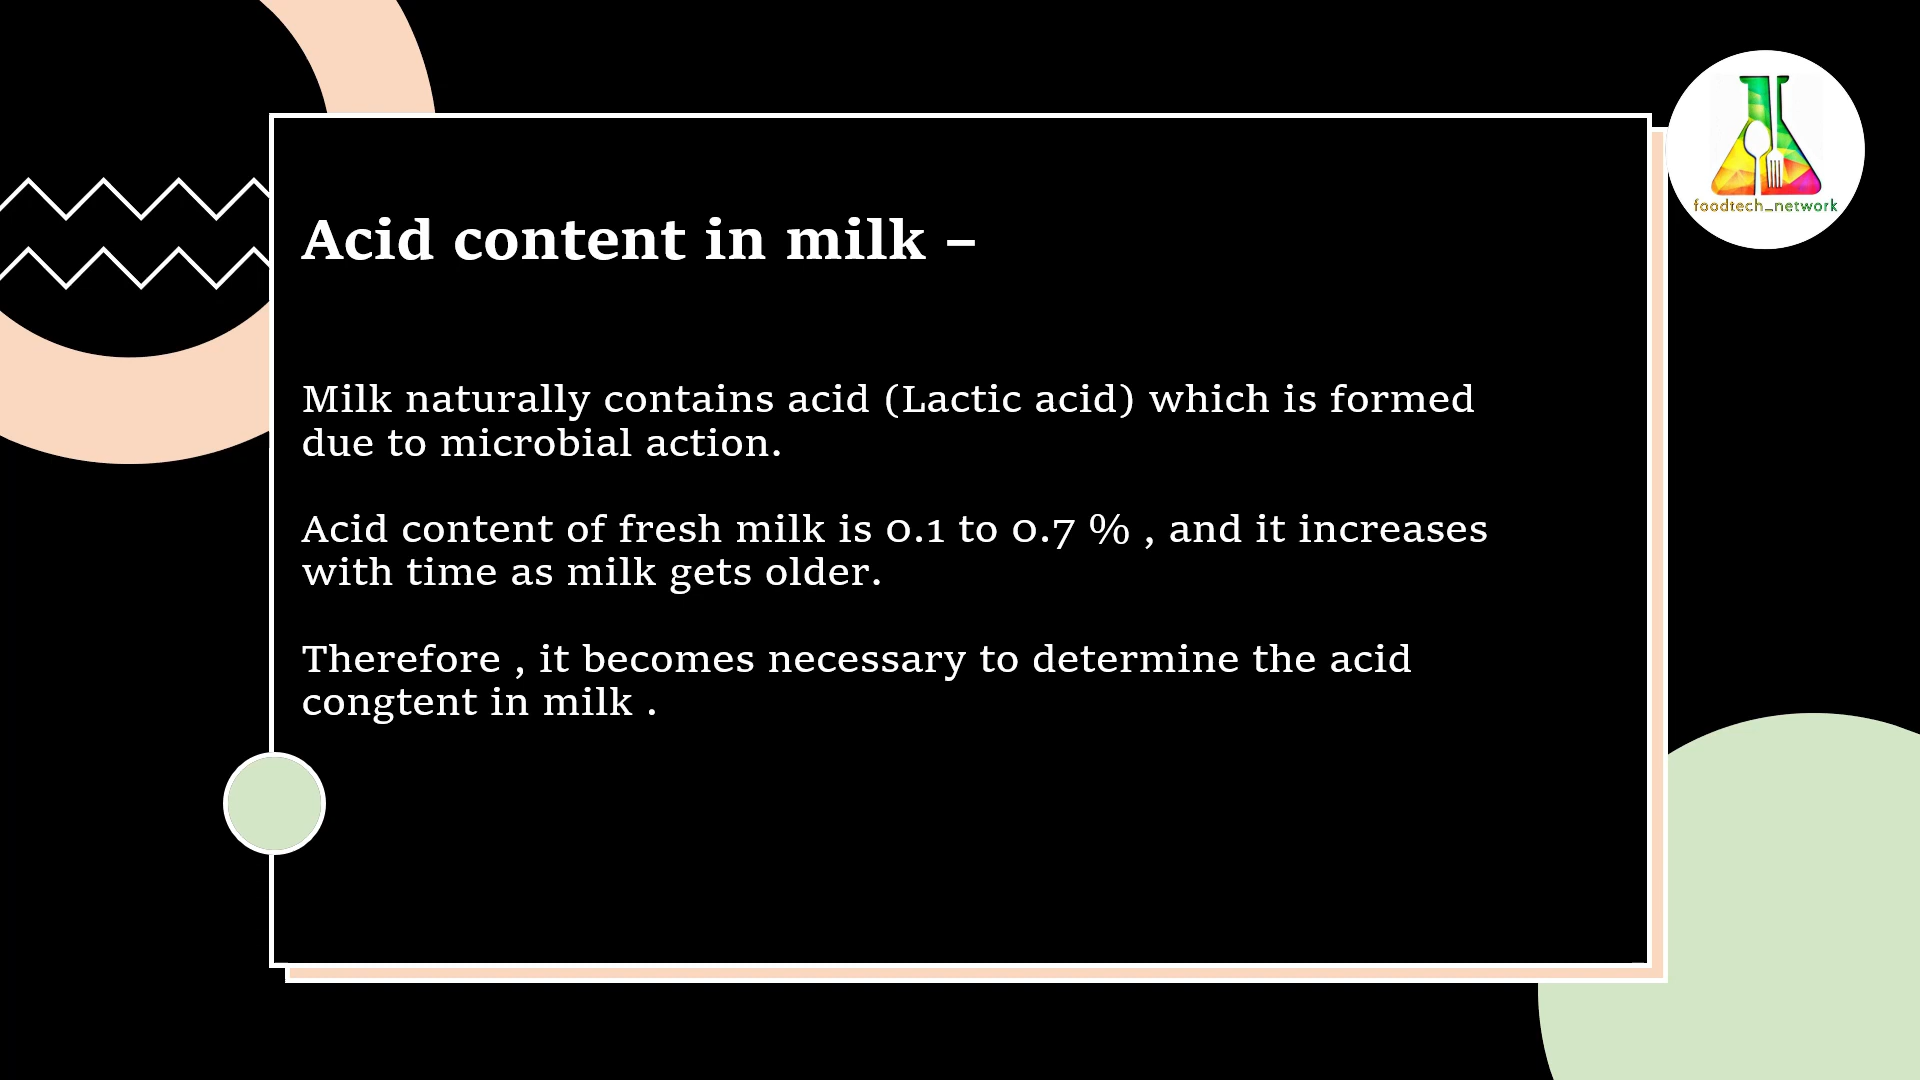 foodtech_network
Acid content in milk –
Milk naturally contains acid (Lactic acid) which is formed
due to microbial action.
Acid content of fresh milk is 0.1 to 0.7 % , and it increases
with time as milk gets older.
Therefore , it becomes necessary to determine the acid
congtent in milk .